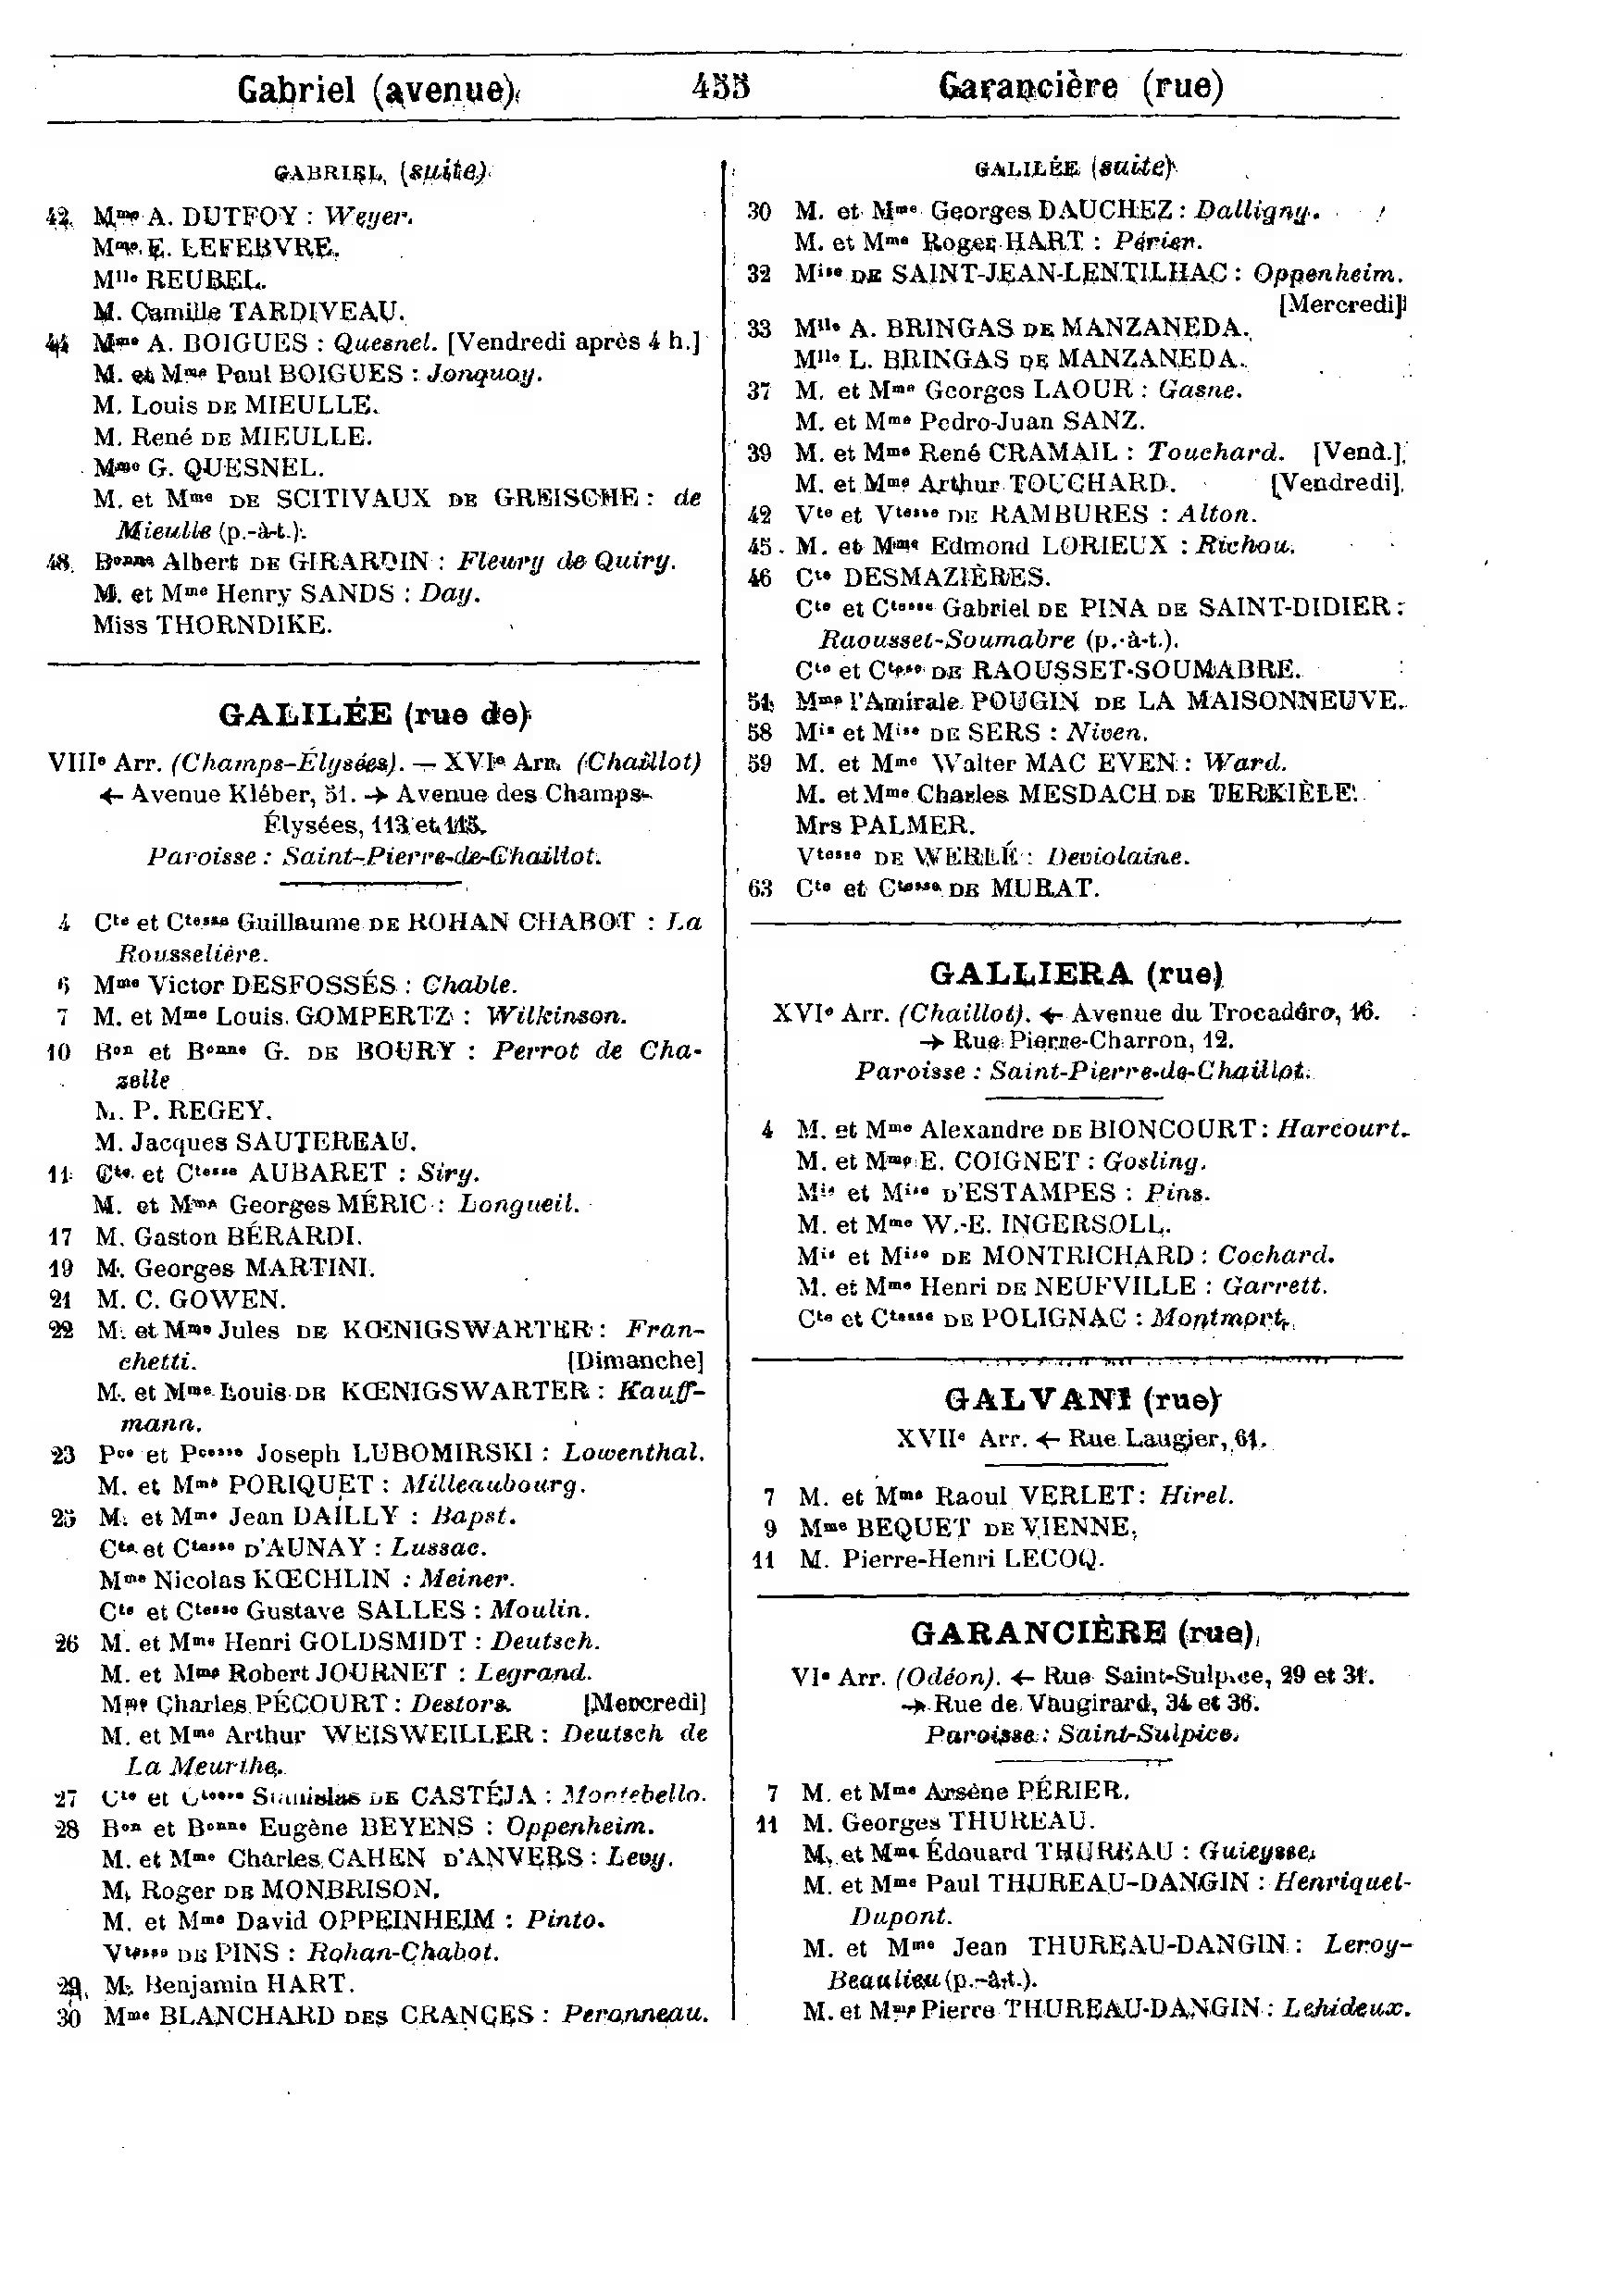 Gabriel (avenue) 455 Garancière (rue)
GABRIEL (suite)
42 Mme A. DUTFOY : Weyer.
Mme E. LEFEBVRE.
Mlle REUBEL.
M. Camille TARDIVEAU.
44 Mme A. BOIGUES : Quesnel. [Vendredi après 4 h.]
M. et Mme Paul BOIGUES : Jonquoy.
M. Louis DE MIEULLE.
M. René DE MIEULLE.
Mme G. QUESNEL.
M. et Mme DE SCITIVAUX DE GREISCHE : de
Mieulle (p.-à-t.).
48 Bonne Albert DE GIRARDIN : Fleury de Quiry.
M. et Mme Henry SANDS : Day.
Miss THORNDIKE.
GALILÉE (rue de)
VIIIe Arr. (Champs-Élysées). — XVIe Arr. (Chaillot)
← Avenue Kléber, 51. → Avenue des Champs-
Élysées, 113 et 115.
Paroisse : Saint-Pierre-de-Chaillot.
4 Cte et Ctesse Guillaume DE ROHAN CHABOT : La
Rousselière.
6 Mme Victor DESFOSSÉS : Chable.
7 M. et Mme Louis GOMPERTZ : Wilkinson.
10 Bon et Bonne G. DE BOURY : Perrot de Cha-
zelle
M. P. REGEY.
M. Jacques SAUTEREAU.
11 Cte et Ctesse AUBARET : Siry.
M. et Mme Georges MÉRIC : Longueil.
17 M. Gaston BÉRARDI.
19 M. Georges MARTINI.
21 M. C. GOWEN.
22 M. et Mme Jules DE KŒNIGSWARTER : Fran-
chetti. [Dimanche]
M. et Mme Louis DE KŒNIGSWARTER : Kauff-
mann.
23 Pce et Pcesse Joseph LUBOMIRSKI : Lowenthal.
M. et Mme PORIQUET : Milleaubourg.
25 M. et Mme Jean DAILLY : Bapst.
Cte et Ctesse D'AUNAY : Lussac.
Mme Nicolas KŒCHLIN : Meiner.
Cte et Ctesse Gustave SALLES : Moulin.
26 M. et Mme Henri GOLDSMIDT : Deutsch.
M. et Mme Robert JOURNET : Legrand.
Mme Charles PÉCOURT : Destors. [Mercredi]
M. et Mme Arthur WEISWEILLER : Deutsch de
La Meurthe.
27 Cte et Ctesse Stanislas DE CASTÉJA : Montebello.
28 Bon et Bonne Eugène BEYENS : Oppenheim.
M. et Mme Charles CAHEN D'ANVERS : Levy.
M. Roger DE MONBRISON.
M. et Mme David OPPEINHEIM : Pinto.
Vtesse DE PINS : Rohan-Chabot.
29 M. Benjamin HART.
30 Mme BLANCHARD DES CRANCES : Peronneau.
GALILÉE (suite)
30 M. et Mme Georges DAUCHEZ : Dalligny.
M. et Mme Roger HART : Périer.
32 Mise DE SAINT-JEAN-LENTILHAC : Oppenheim.
[Mercredi]
33 Mlle A. BRINGAS DE MANZANEDA.
Mlle L. BRINGAS DE MANZANEDA.
37 M. et Mme Georges LAOUR : Gasne.
M. et Mme Pedro-Juan SANZ.
39 M. et Mme René CRAMAIL : Touchard. [Vend.]
M. et Mme Arthur TOUCHARD. [Vendredi]
42 Vte et Vtesse DE RAMBURES : Alton.
45 M. et Mme Edmond LORIEUX : Richou.
46 Cte DESMAZIÈRES.
Cte et Ctesse Gabriel DE PINA DE SAINT-DIDIER :
Raousset-Soumabre (p.-à-t.).
Cte et Ctesse DE RAOUSSET-SOUMABRE.
51 Mme l'Amirale POUGIN DE LA MAISONNEUVE.
58 Mis et Mise DE SERS : Niven.
59 M. et Mme Walter MAC EVEN : Ward.
M. et Mme Charles MESDACH DE TERKIÈLE.
Mrs PALMER.
Vtesse DE WERLÉ : Deviolaine.
63 Cte et Ctesse DE MURAT.
GALLIERA (rue)
XVIe Arr. (Chaillot). ← Avenue du Trocadéro, 16.
→ Rue Pierre-Charron, 12.
Paroisse : Saint-Pierre-de-Chaillot.
4 M. et Mme Alexandre DE BIONCOURT : Harcourt.
M. et Mme E. COIGNET : Gosling.
Mis et Mise D'ESTAMPES : Pins.
M. et Mme W.-E. INGERSOLL.
Mis et Mise DE MONTRICHARD : Cochard.
M. et Mme Henri DE NEUFVILLE : Garrett.
Cte et Ctesse DE POLIGNAC : Montmort.
GALVANI (rue)
XVIIe Arr. ← Rue Laugier, 61.
7 M. et Mme Raoul VERLET : Hirel.
9 Mme BEQUET DE VIENNE.
11 M. Pierre-Henri LECOQ.
GARANCIÈRE (rue)
VIe Arr. (Odéon). ← Rue Saint-Sulpice, 29 et 31.
→ Rue de Vaugirard, 34 et 36.
Paroisse : Saint-Sulpice.
7 M. et Mme Arsène PÉRIER.
11 M. Georges THUREAU.
M. et Mme Édouard THUREAU : Guieysse.
M. et Mme Paul THUREAU-DANGIN : Henriquel-
Dupont.
M. et Mme Jean THUREAU-DANGIN : Leroy-
Beaulieu (p.-à-t.).
M. et Mme Pierre THUREAU-DANGIN : Lehideux.